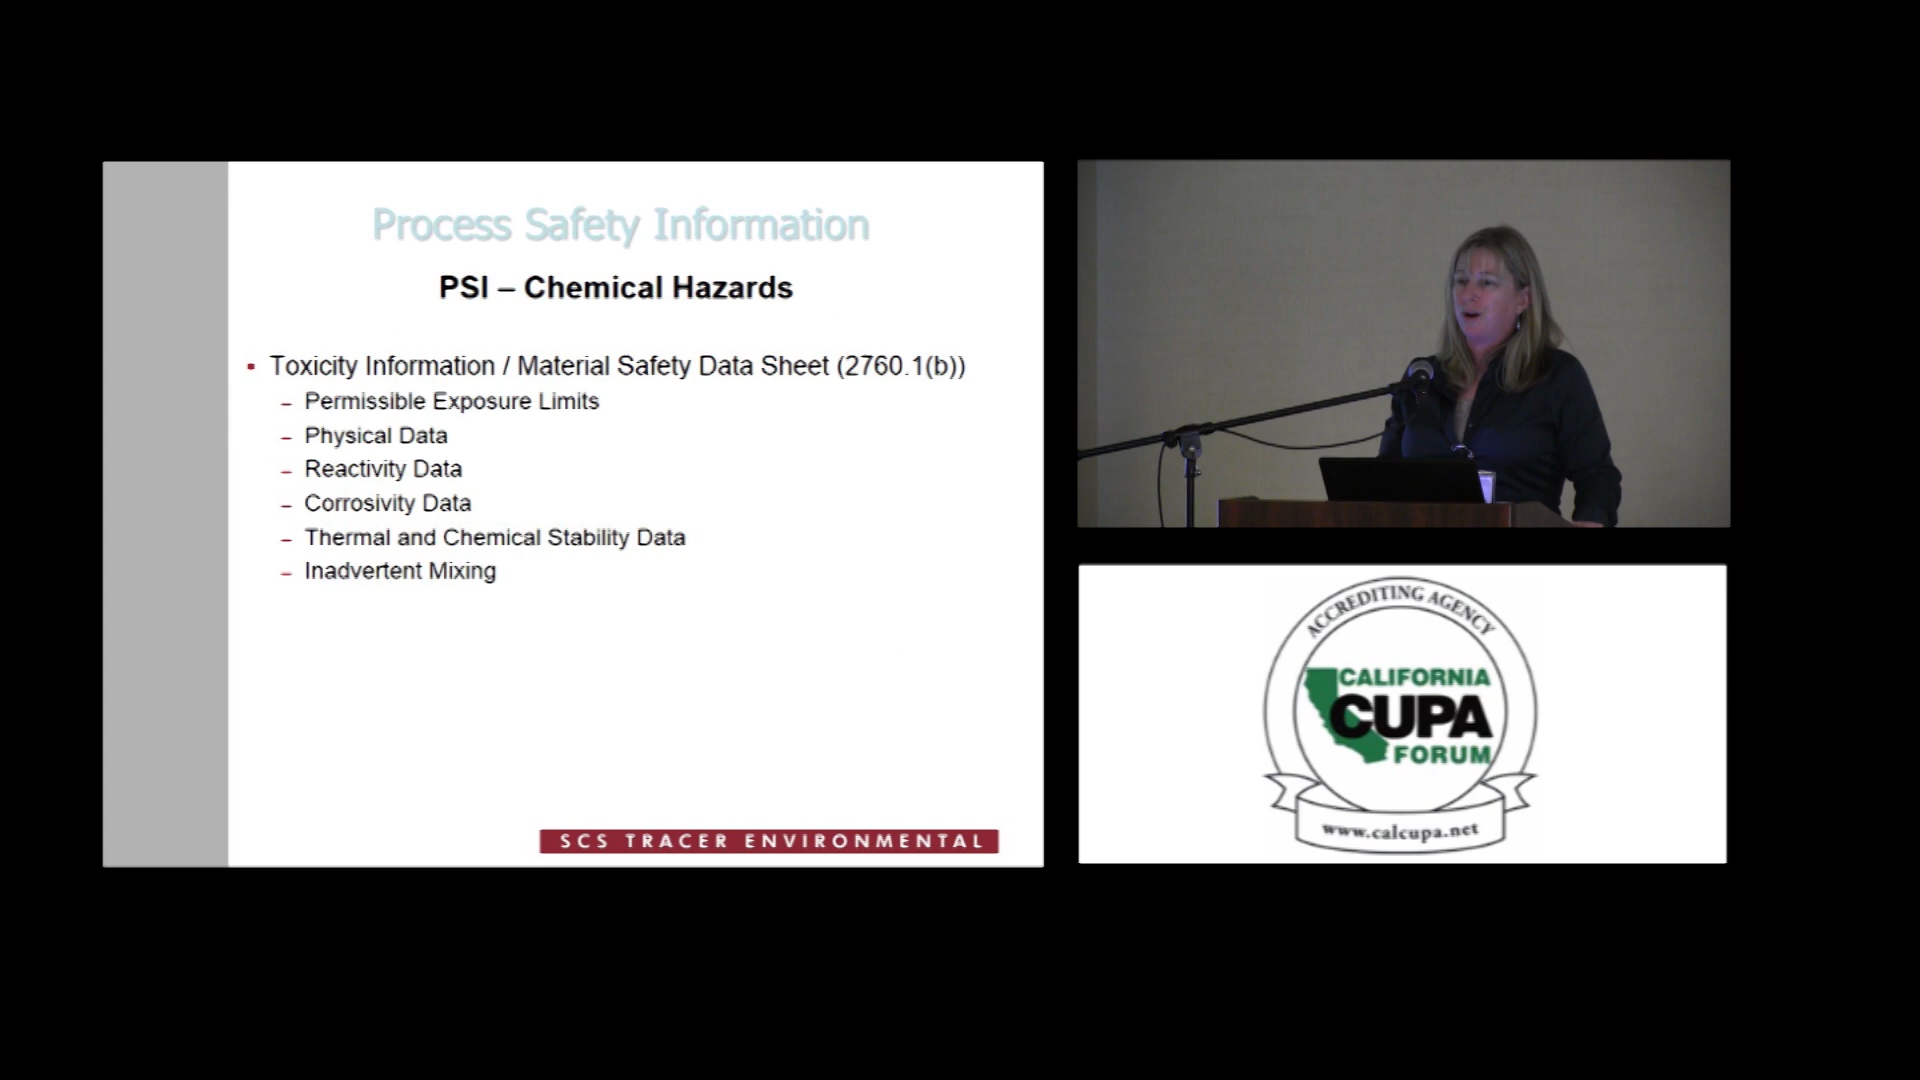 Process Safety Information
PSI – Chemical Hazards
• Toxicity Information / Material Safety Data Sheet (2760.1(b))
– Permissible Exposure Limits
– Physical Data
– Reactivity Data
– Corrosivity Data
– Thermal and Chemical Stability Data
– Inadvertent Mixing
SCS TRACER ENVIRONMENTAL
ACCREDITING AGENCY
CALIFORNIA
CUPA
FORUM
www.calcupa.net